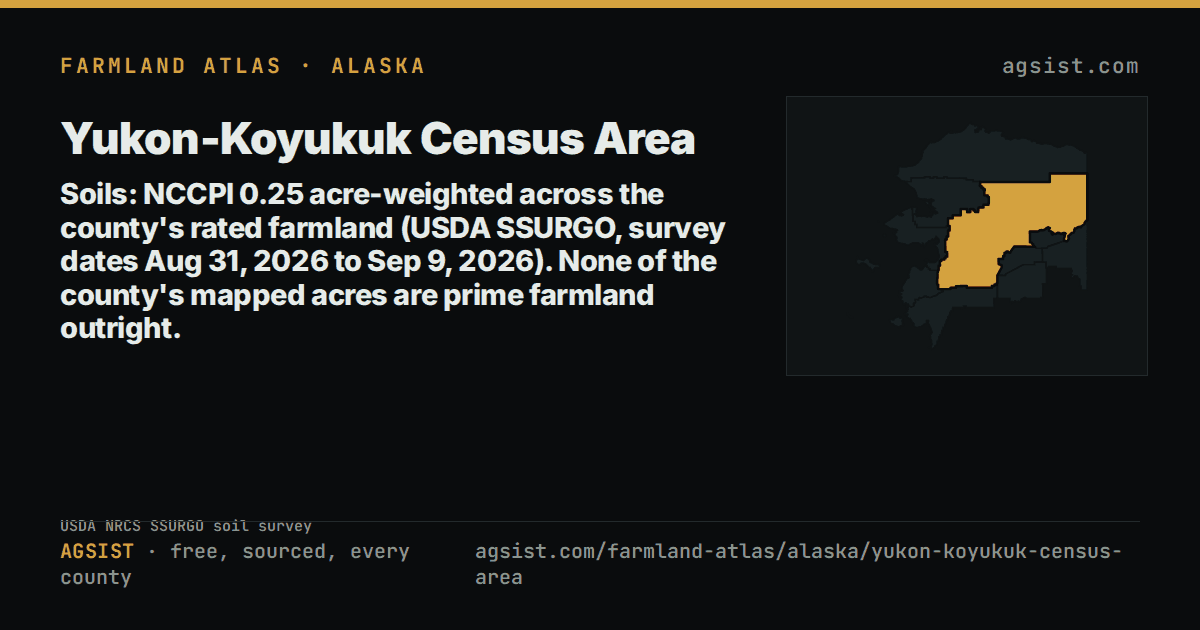 FARMLAND ATLAS · ALASKA
agsist.com
Yukon-Koyukuk Census Area
Soils: NCCPI 0.25 acre-weighted across the
county's rated farmland (USDA SSURGO, survey
dates Aug 31, 2026 to Sep 9, 2026). None of the
county's mapped acres are prime farmland
outright.
USDA NRCS SSURGO soil survey
AGSIST · free, sourced, every
county
agsist.com/farmland-atlas/alaska/yukon-koyukuk-census-
area